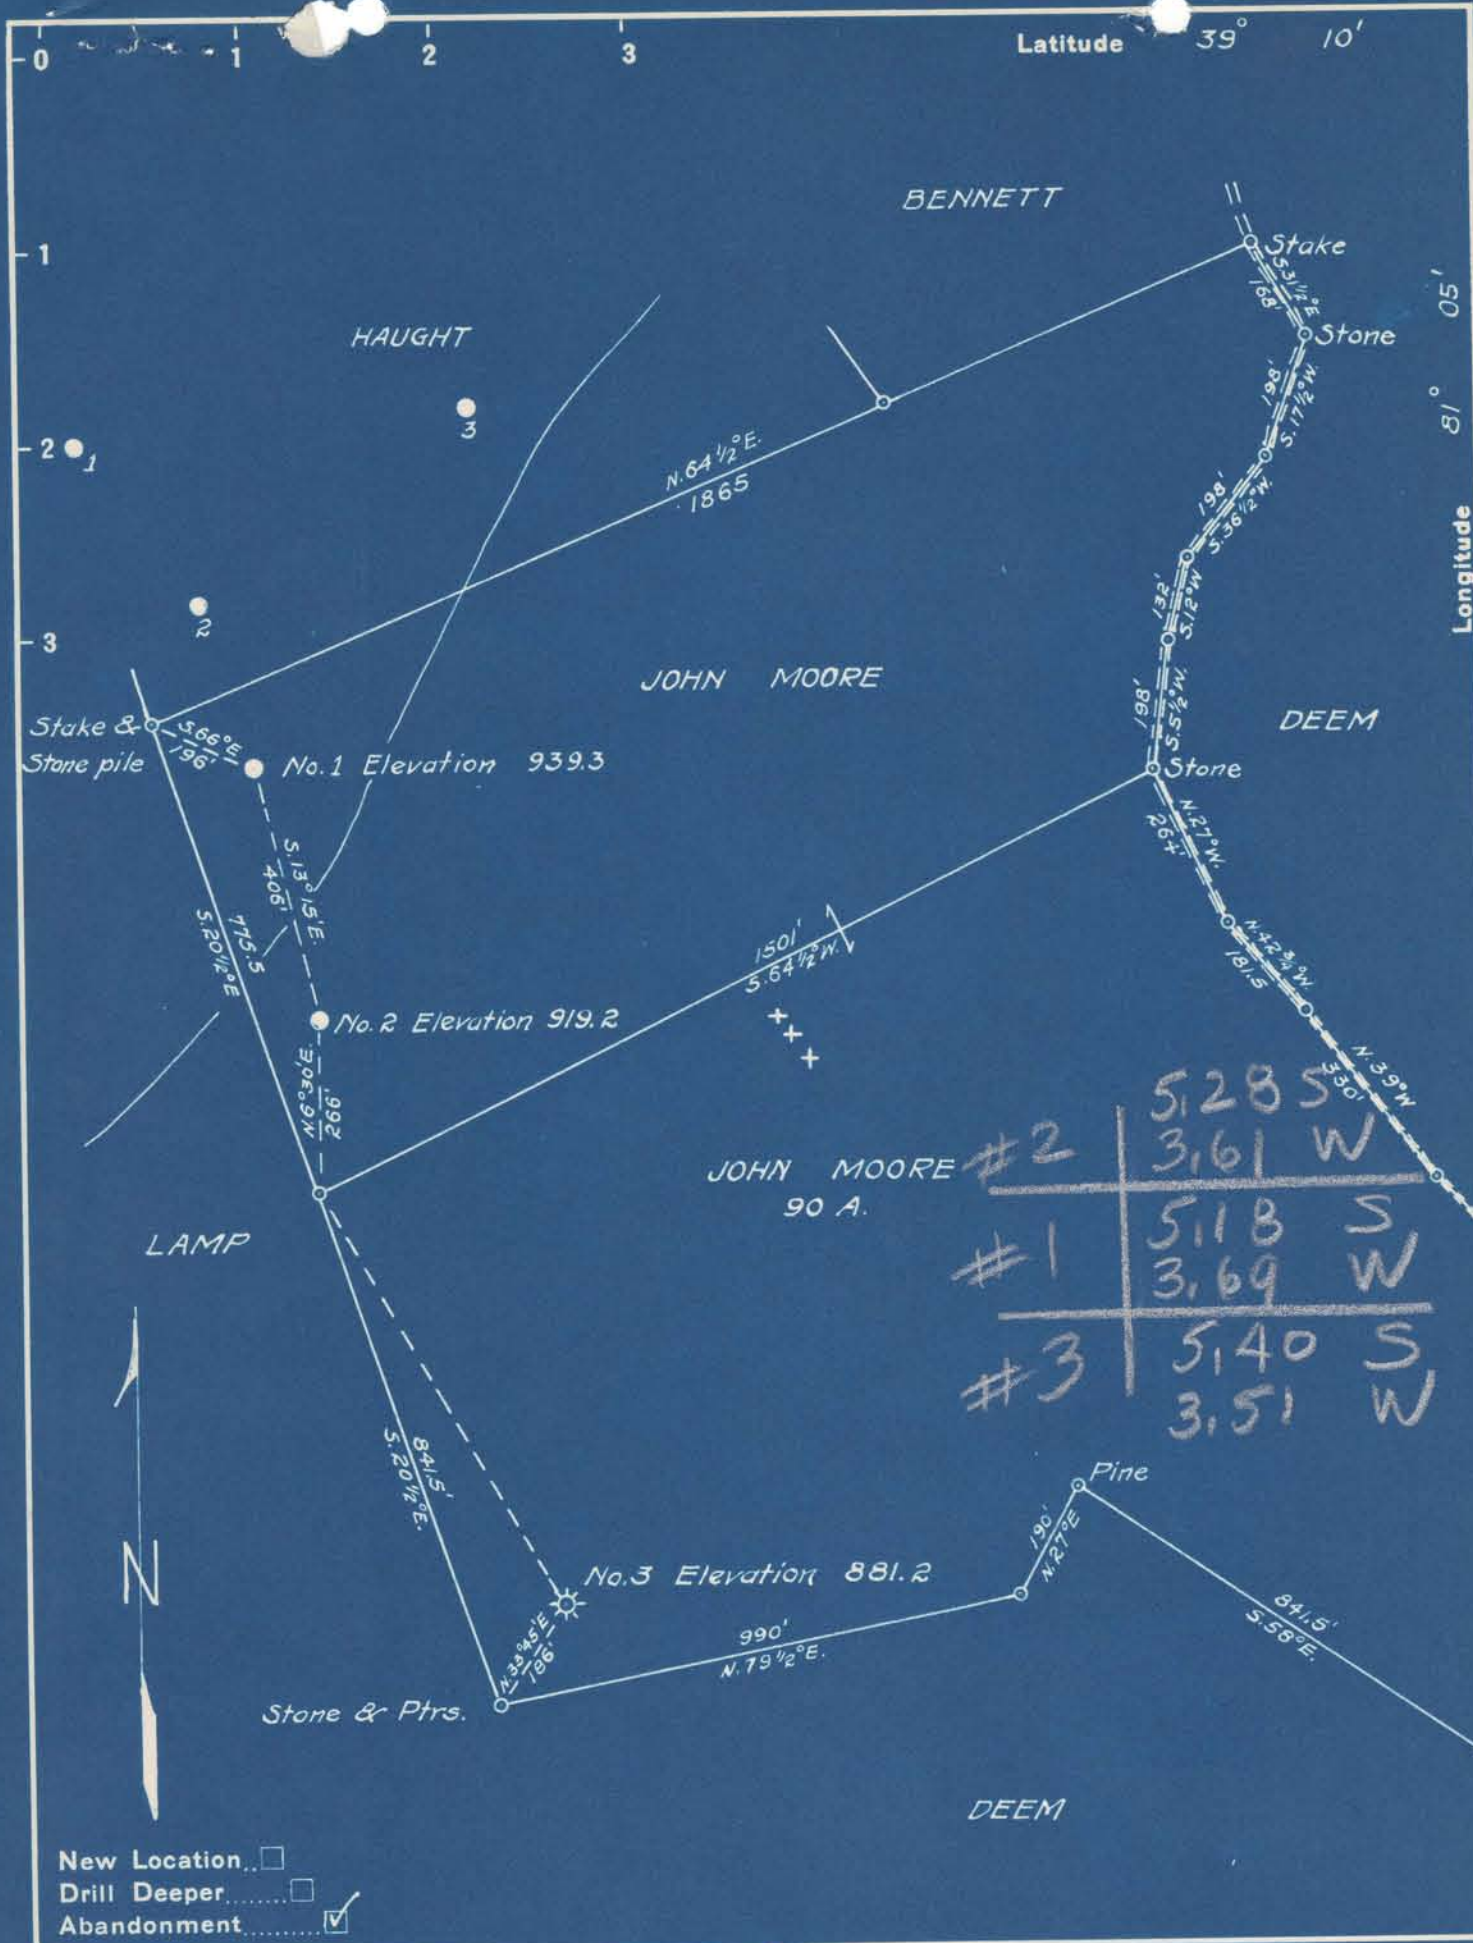 0 1 2 3
Latitude 39° 10'
1
2
3
Longitude 81° 05'
BENNETT
Stake
S.31½°E
168'
Stone
HAUGHT
3
1
2
198'
S.17½°W.
N.64½°E.
1865
198'
S.36½°W.
132'
S.12°W
198'
S.5½°W.
JOHN MOORE
DEEM
Stake &
Stone pile
S.66°E
196'
No.1 Elevation 939.3
Stone
N.27°W.
264'
S.13°15'E.
406'
775.5
S.20½°E
1501'
S.64½°W.
N.42¾°W.
181.5
No.2 Elevation 919.2
N.39°W
330'
N.9°30'E.
266'
JOHN MOORE
90 A.
#2 5.28 S
3.61 W
#1 5.18 S
3.69 W
#3 5.40 S
3.51 W
LAMP
N
841.5'
S.20½°E.
Pine
190'
N.27°E
No.3 Elevation 881.2
N.33°45'E
186'
990'
N.79½°E.
841.5'
S.58°E.
Stone & Ptrs.
DEEM
New Location..☐
Drill Deeper.......☐
Abandonment..........☑